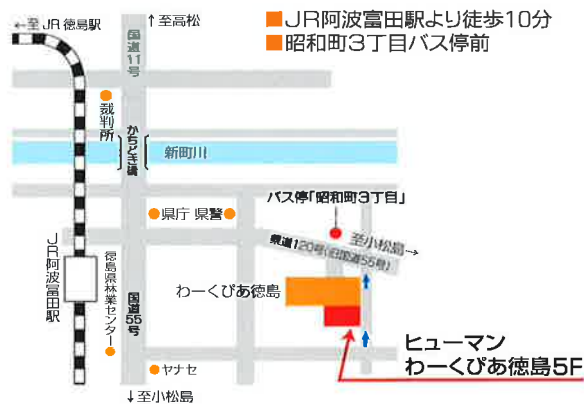 ←至 JR徳島駅
↑至高松
■JR阿波富田駅より徒歩10分
■昭和町3丁目バス停前
国道11号
裁判所
かちどき橋
新町川
県庁 県警
バス停「昭和町3丁目」
県道120号(旧国道55号)
至小松島→
JR阿波富田駅
徳島県林業センター
国道55号
わーくぴあ徳島
ヒューマン
わーくぴあ徳島5F
ヤナセ
↓至小松島